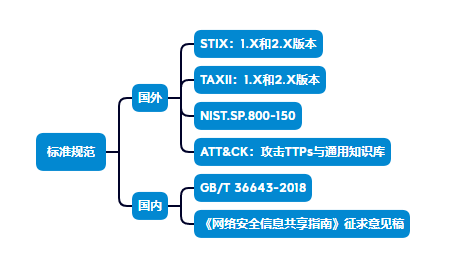 标准规范
国外
STIX：1.X和2.X版本
TAXII：1.X和2.X版本
NIST.SP.800-150
ATT&CK：攻击TTPs与通用知识库
国内
GB/T 36643-2018
《网络安全信息共享指南》征求意见稿